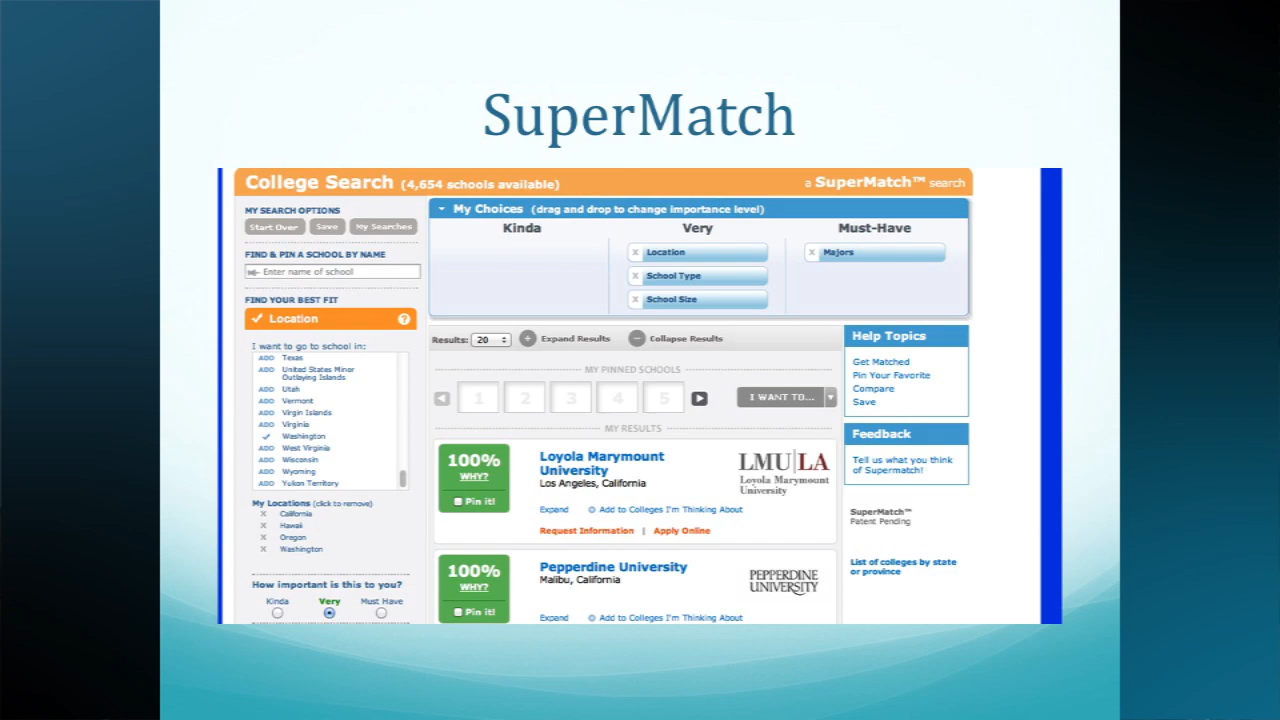 SuperMatch
College Search (4,654 schools available)
a SuperMatch™ search
MY SEARCH OPTIONS
Start Over
Save
My Searches
FIND & PIN A SCHOOL BY NAME
Enter name of school
FIND YOUR BEST FIT
Location
?
I want to go to school in:
ADD Texas
ADD United States Minor
Outlaying Islands
ADD Utah
ADD Vermont
ADD Virgin Islands
ADD Virginia
✓ Washington
ADD West Virginia
ADD Wisconsin
ADD Wyoming
ADD Yukon Territory
My Locations (click to remove)
X California
X Hawaii
X Oregon
X Washington
How important is this to you?
Kinda Very Must Have
My Choices (drag and drop to change importance level)
Kinda Very Must-Have
x Location
x School Type
x School Size
x Majors
Results: 20 Expand Results Collapse Results
MY PINNED SCHOOLS
1 2 3 4 5
I WANT TO...
MY RESULTS
100%
WHY?
Pin it!
Loyola Marymount
University
Los Angeles, California
Expand Add to Colleges I'm Thinking About
Request Information | Apply Online
LMU|LA
Loyola Marymount
University
100%
WHY?
Pin it!
Pepperdine University
Malibu, California
Expand Add to Colleges I'm Thinking About
PEPPERDINE
UNIVERSITY
Help Topics
Get Matched
Pin Your Favorite
Compare
Save
Feedback
Tell us what you think
of Supermatch!
SuperMatch™
Patent Pending
List of colleges by state
or province